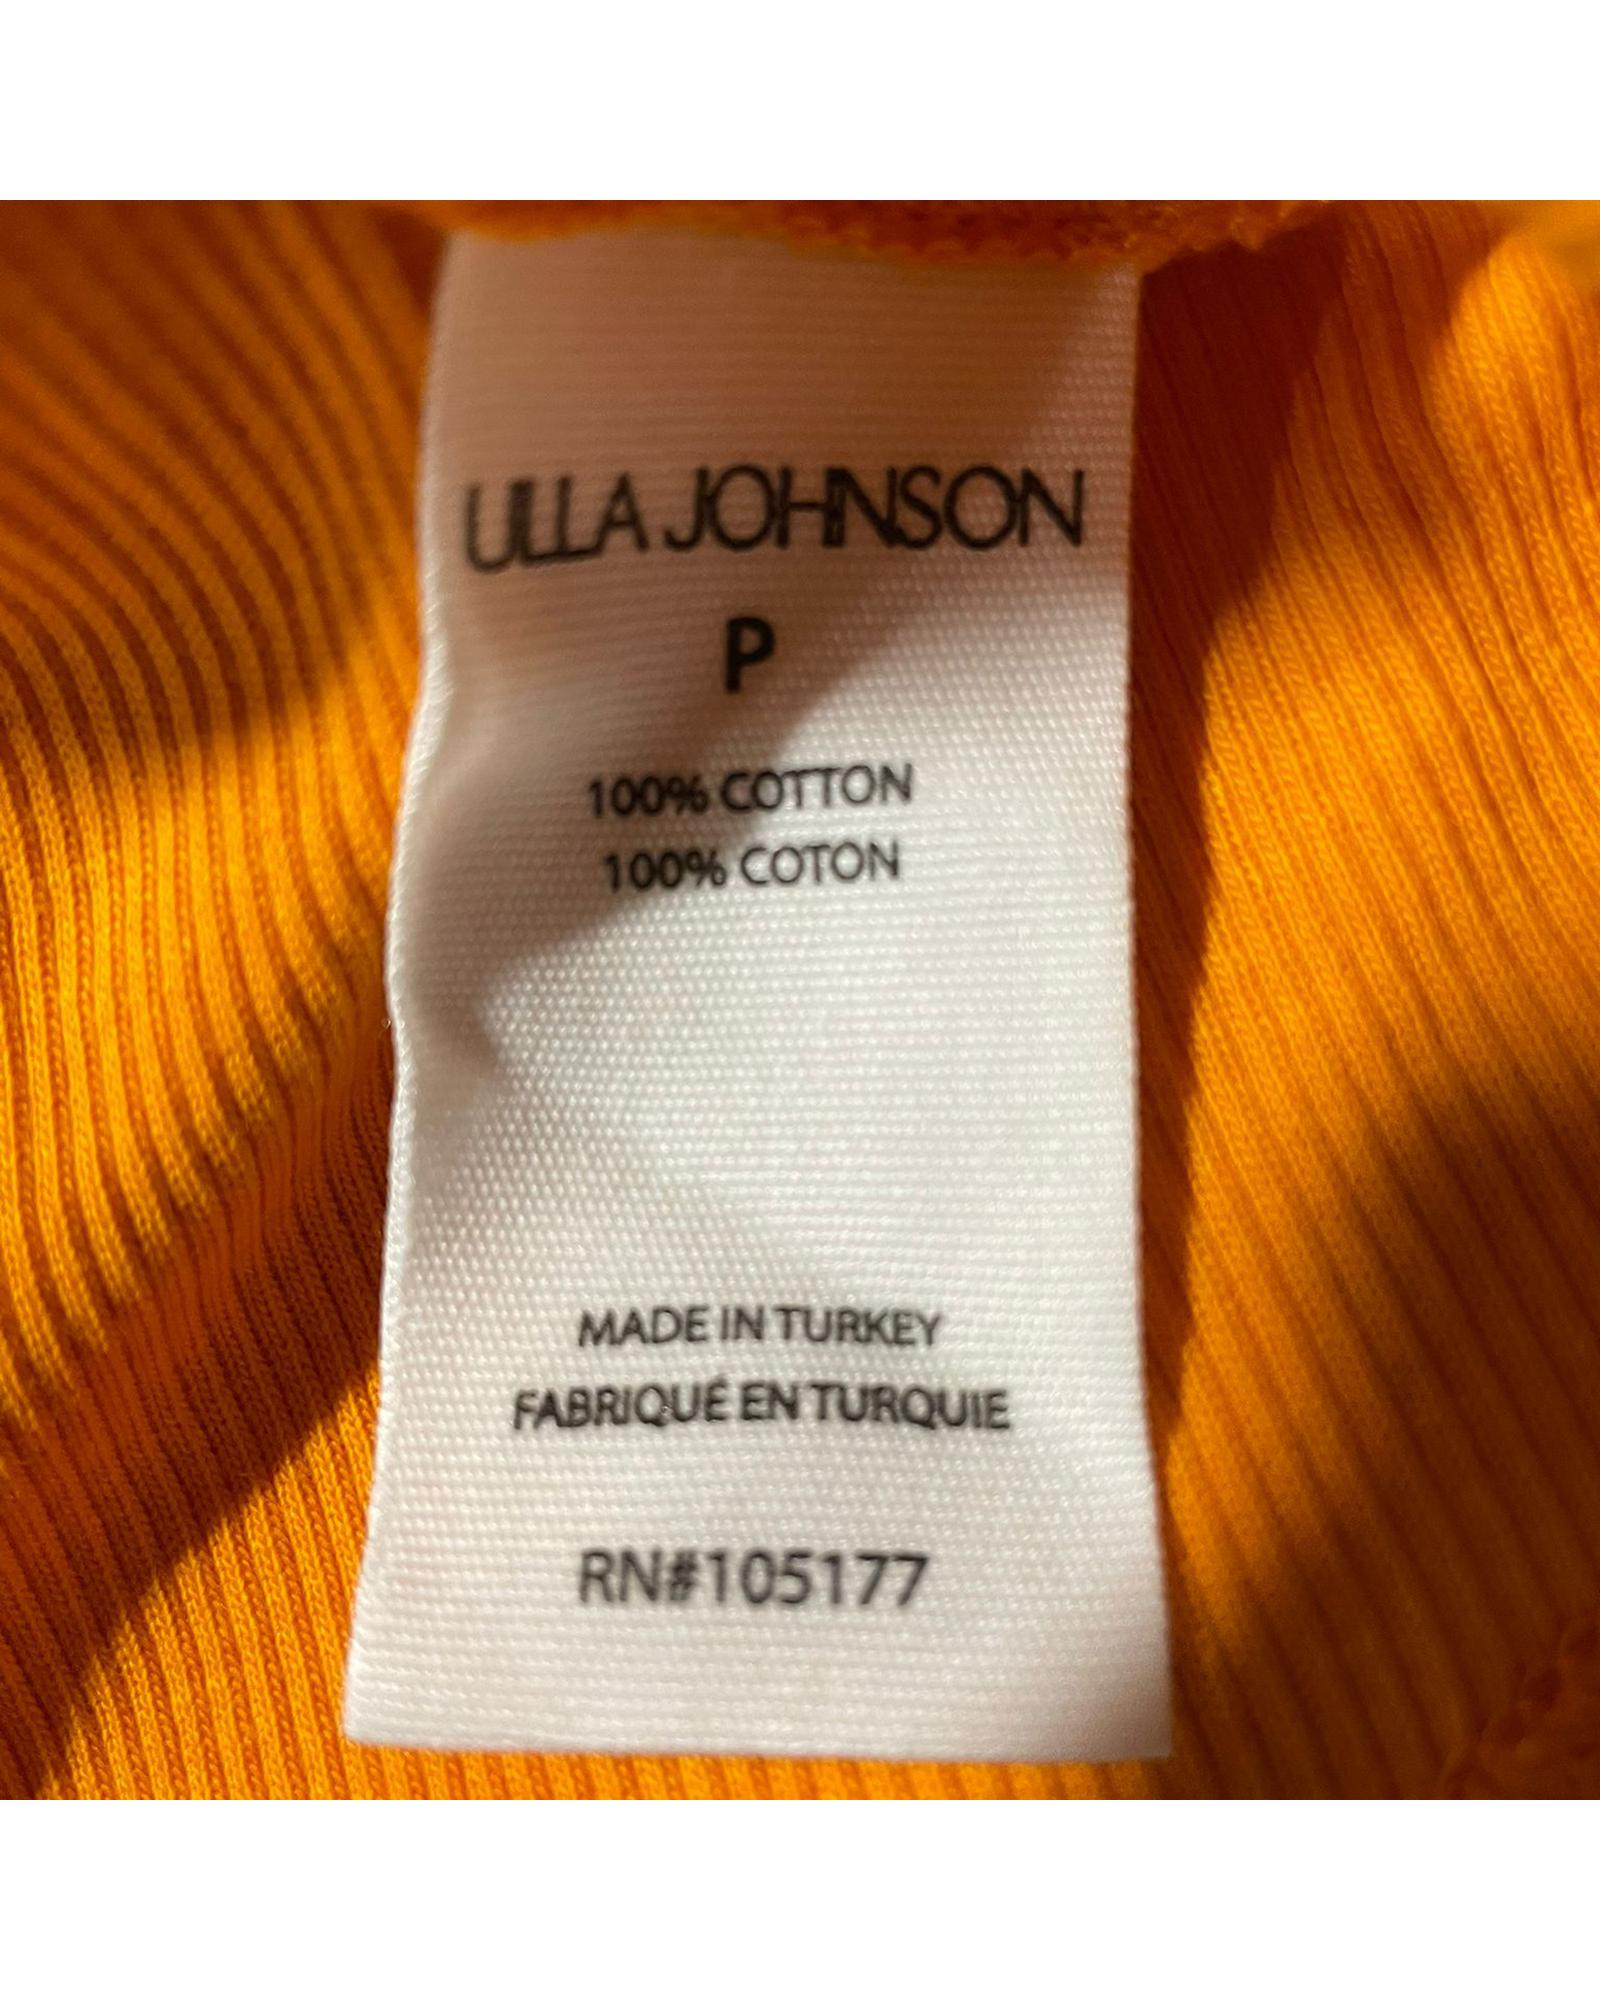 ULLA JOHNSON
P
100% COTTON
100% COTON
MADE IN TURKEY
FABRIQUÉ EN TURQUIE
RN#105177